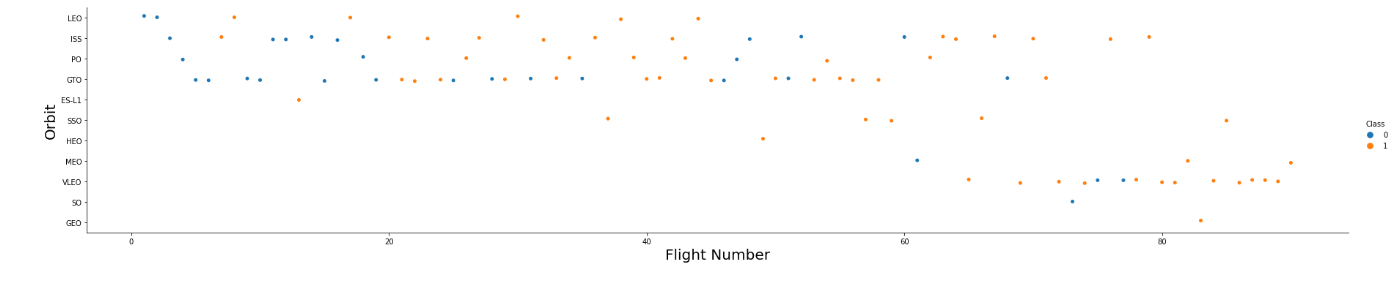 LEO
ISS
PO
GTO
ES-L1
SSO
HEO
MEO
VLEO
SO
GEO
Orbit
0 20 40 60 80
Flight Number
Class
0
1